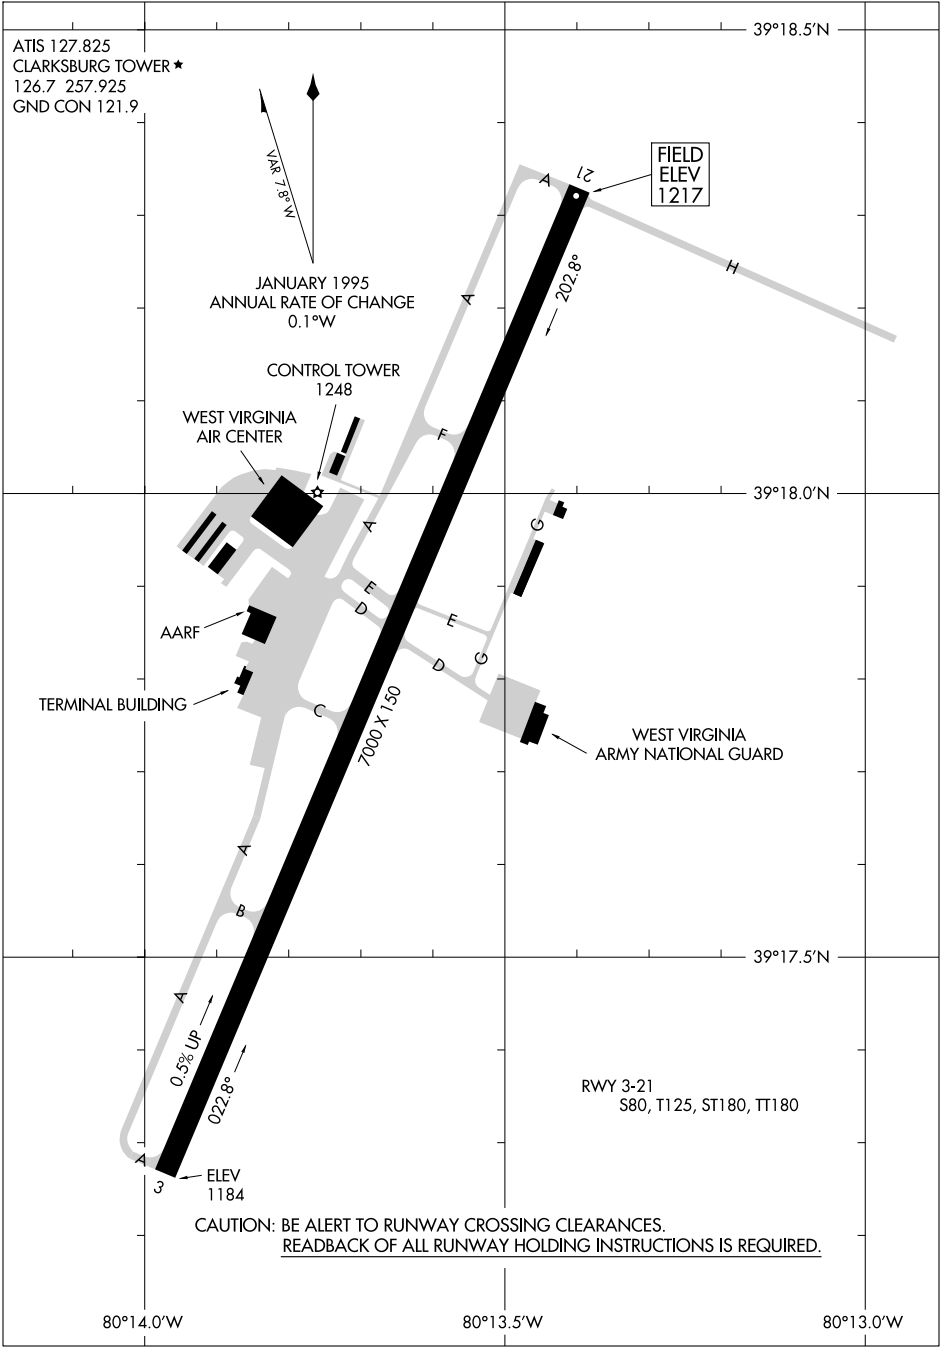 39°18.5'N
ATIS 127.825
CLARKSBURG TOWER ★
126.7 257.925
GND CON 121.9
VAR 7.8° W
JANUARY 1995
ANNUAL RATE OF CHANGE
0.1°W
FIELD
ELEV
1217
A
21
H
202.8°
A
CONTROL TOWER
1248
WEST VIRGINIA
AIR CENTER
F
39°18.0'N
A
G
E
D
E
AARF
D
G
TERMINAL BUILDING
C
7000 X 150
WEST VIRGINIA
ARMY NATIONAL GUARD
A
B
39°17.5'N
A
0.5% UP
022.8°
RWY 3-21
S80, T125, ST180, TT180
A
3
ELEV
1184
CAUTION: BE ALERT TO RUNWAY CROSSING CLEARANCES.
READBACK OF ALL RUNWAY HOLDING INSTRUCTIONS IS REQUIRED.
80°14.0'W
80°13.5'W
80°13.0'W